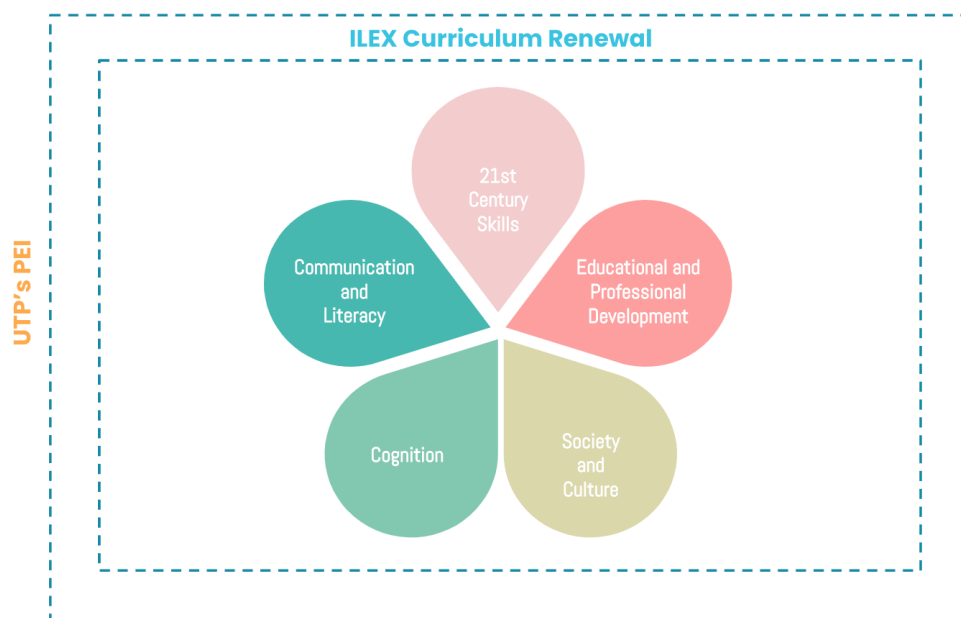 ILEX Curriculum Renewal
UTP's PEI
21st
Century
Skills
Communication
and
Literacy
Educational and
Professional
Development
Cognition
Society
and
Culture